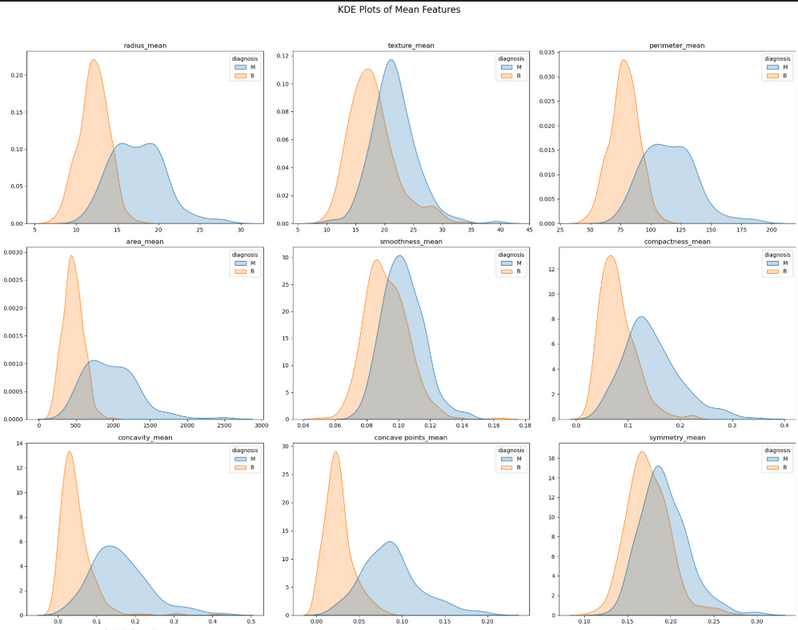 KDE Plots of Mean Features
radius_mean
texture_mean
perimeter_mean
diagnosis
M
B
diagnosis
M
B
diagnosis
M
B
0.20
0.15
0.10
0.05
0.00
0.12
0.10
0.08
0.06
0.04
0.02
0.00
0.035
0.030
0.025
0.020
0.015
0.010
0.005
0.000
5 10 15 20 25 30
5 10 15 20 25 30 35 40 45
25 50 75 100 125 150 175 200
area_mean
smoothness_mean
compactness_mean
diagnosis
M
B
diagnosis
M
B
diagnosis
M
B
0.0030
0.0025
0.0020
0.0015
0.0010
0.0005
0.0000
30
25
20
15
10
5
0
12
10
8
6
4
2
0
0 500 1000 1500 2000 2500 3000
0.04 0.06 0.08 0.10 0.12 0.14 0.16 0.18
0.0 0.1 0.2 0.3 0.4
concavity_mean
concave points_mean
symmetry_mean
diagnosis
M
B
diagnosis
M
B
diagnosis
M
B
14
12
10
8
6
4
2
0
30
25
20
15
10
5
0
16
14
12
10
8
6
4
2
0
0.0 0.1 0.2 0.3 0.4 0.5
0.00 0.05 0.10 0.15 0.20
0.10 0.15 0.20 0.25 0.30